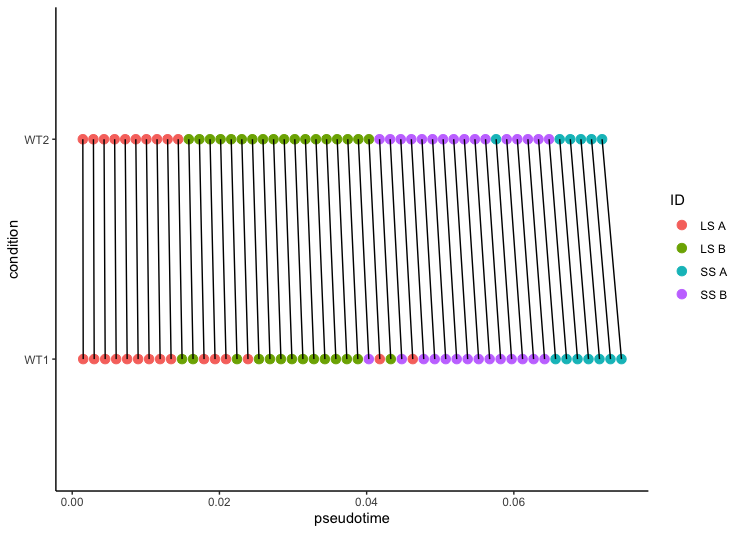 WT2
WT1
condition
0.00
0.02
0.04
0.06
pseudotime
ID
LS A
LS B
SS A
SS B